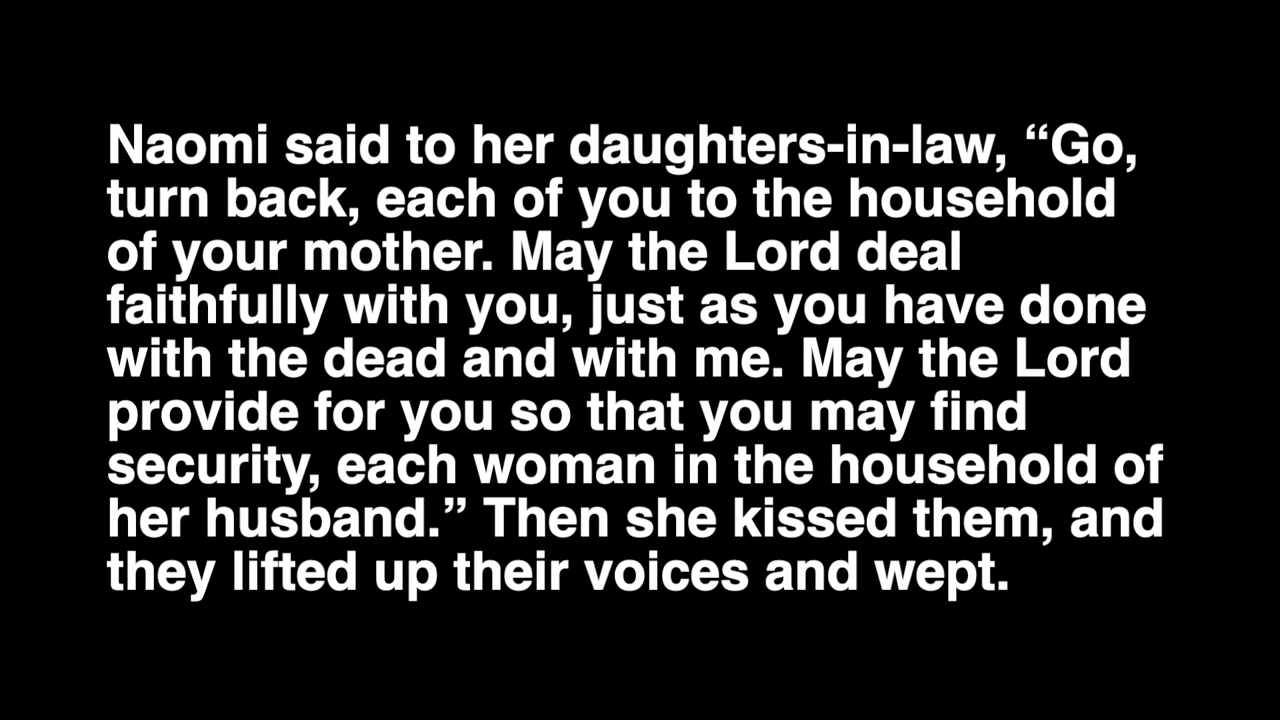 Naomi said to her daughters-in-law, “Go,
turn back, each of you to the household
of your mother. May the Lord deal
faithfully with you, just as you have done
with the dead and with me. May the Lord
provide for you so that you may find
security, each woman in the household of
her husband.” Then she kissed them, and
they lifted up their voices and wept.